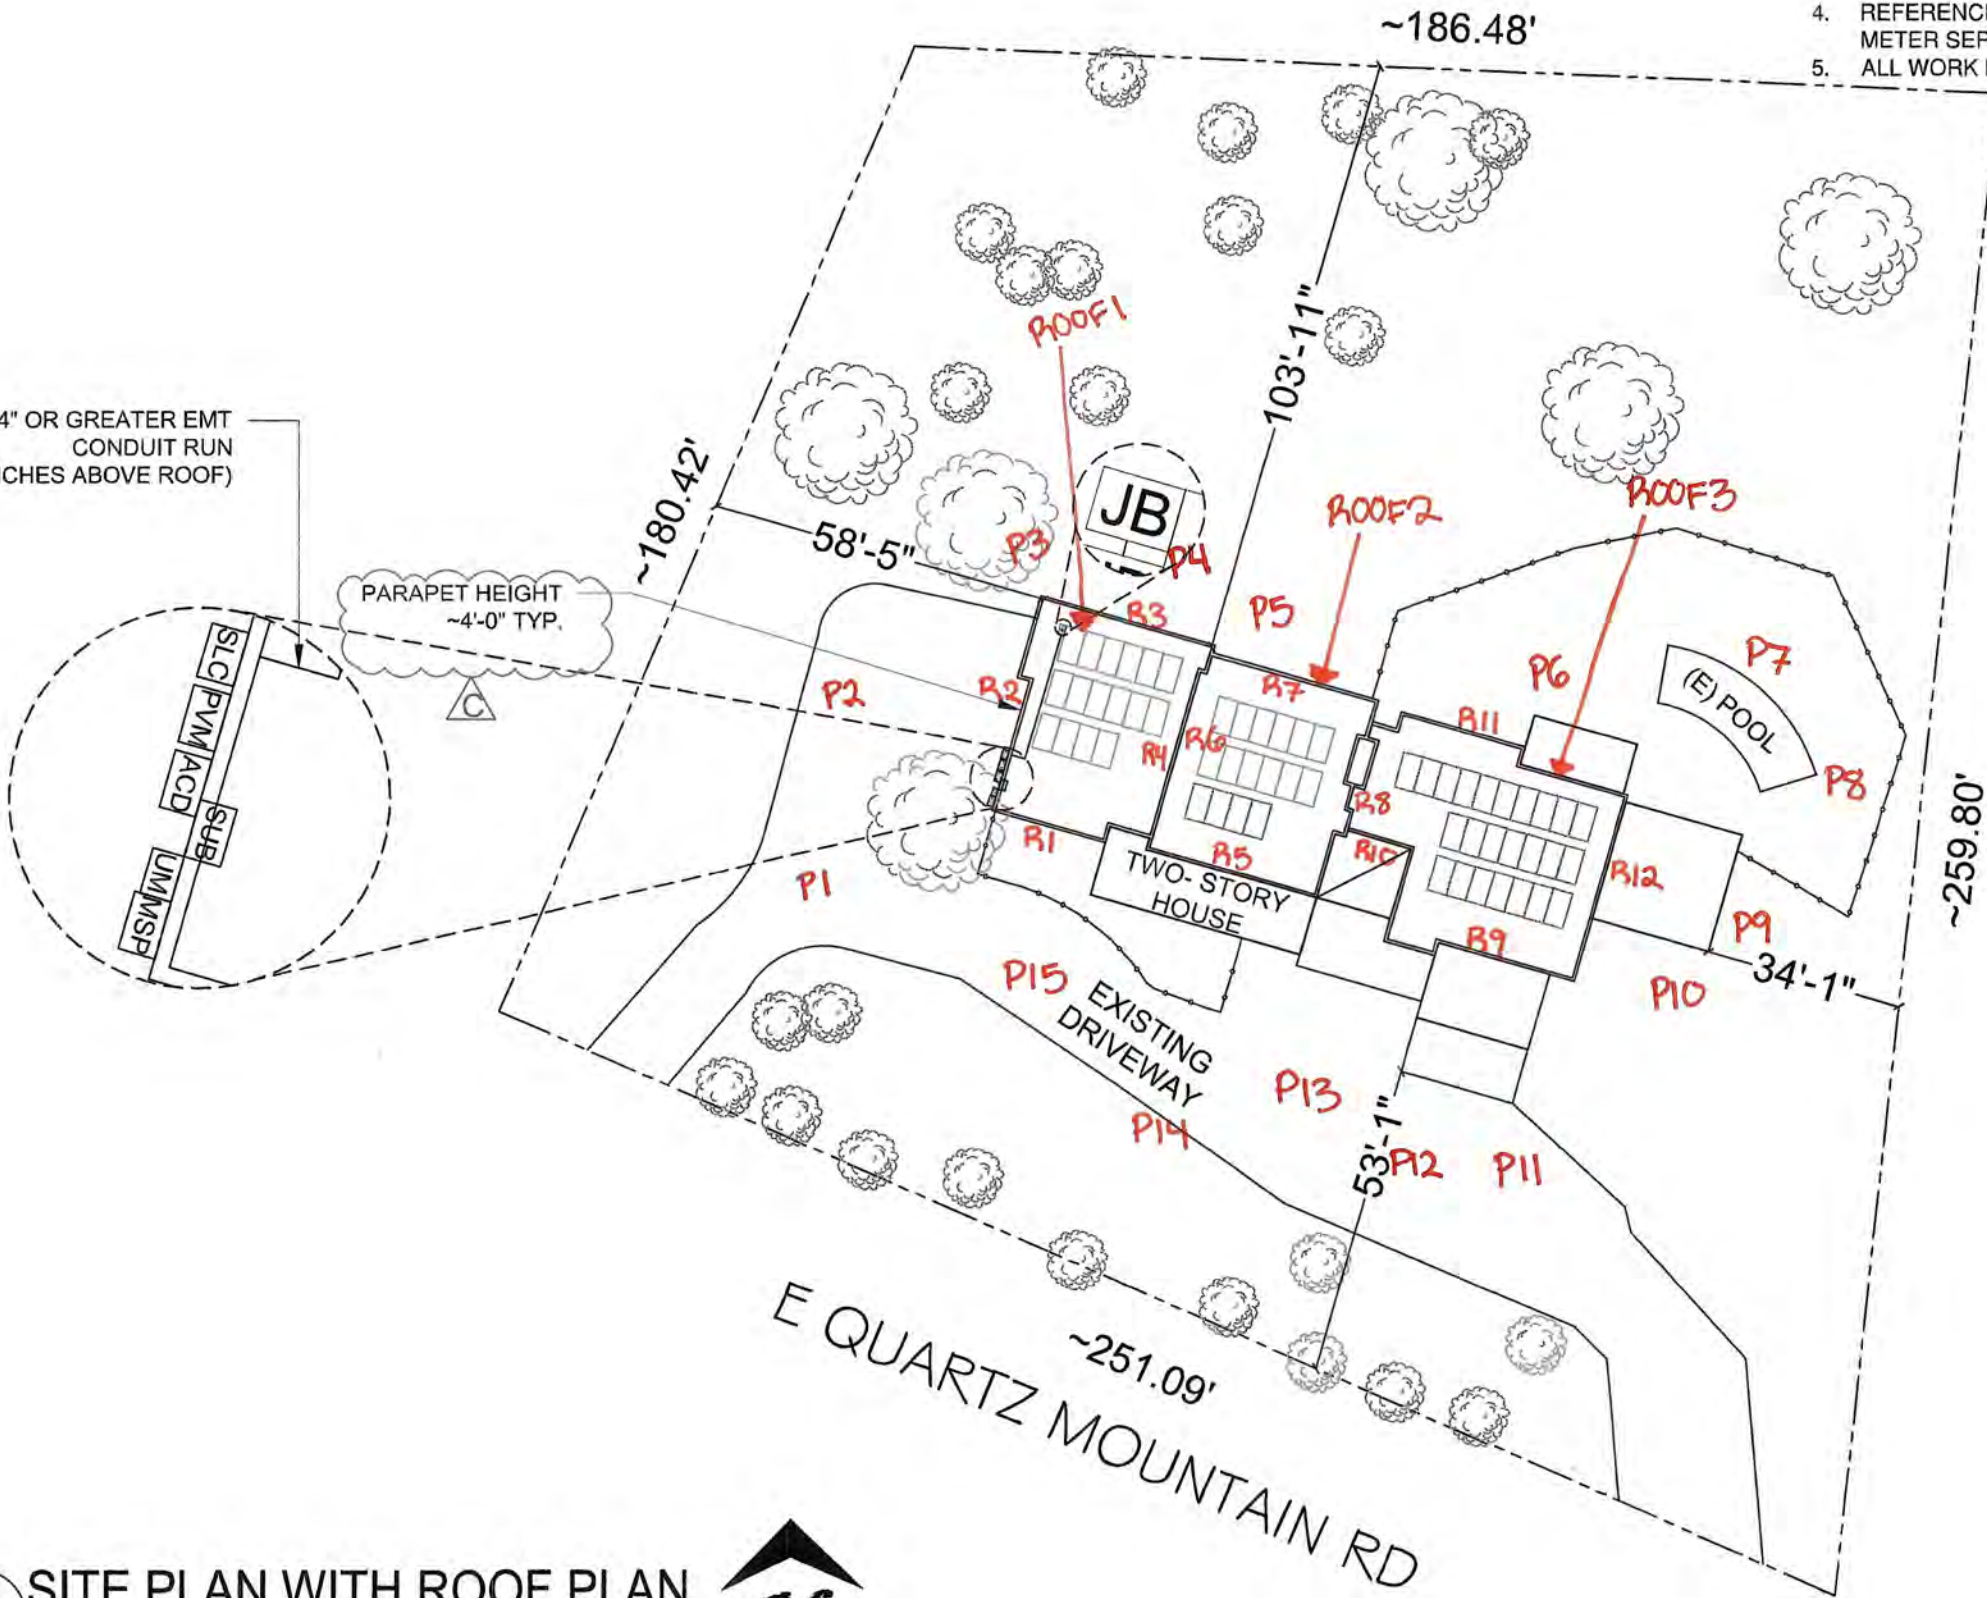 ~186.48'
4. REFERENCE
METER SER
5. ALL WORK
ROOF1
103'-11"
4" OR GREATER EMT
CONDUIT RUN
NCHES ABOVE ROOF)
~180.42'
58'-5"
P3
JB
P4
ROOF2
ROOF3
PARAPET HEIGHT
~4'-0" TYP.
C
R3
P5
P6
P7
(E) POOL
P8
SLC
PVM
ACD
SUB
UM
MSP
P2
R2
R7
R11
R4
R6
R8
R1
R5
R10
R12
R9
P1
TWO- STORY
HOUSE
~259.80'
P9
34'-1"
P10
P15
EXISTING
DRIVEWAY
P13
P14
53'-1"
P12
P11
E QUARTZ MOUNTAIN RD
~251.09'
SITE PLAN WITH ROOF PLAN